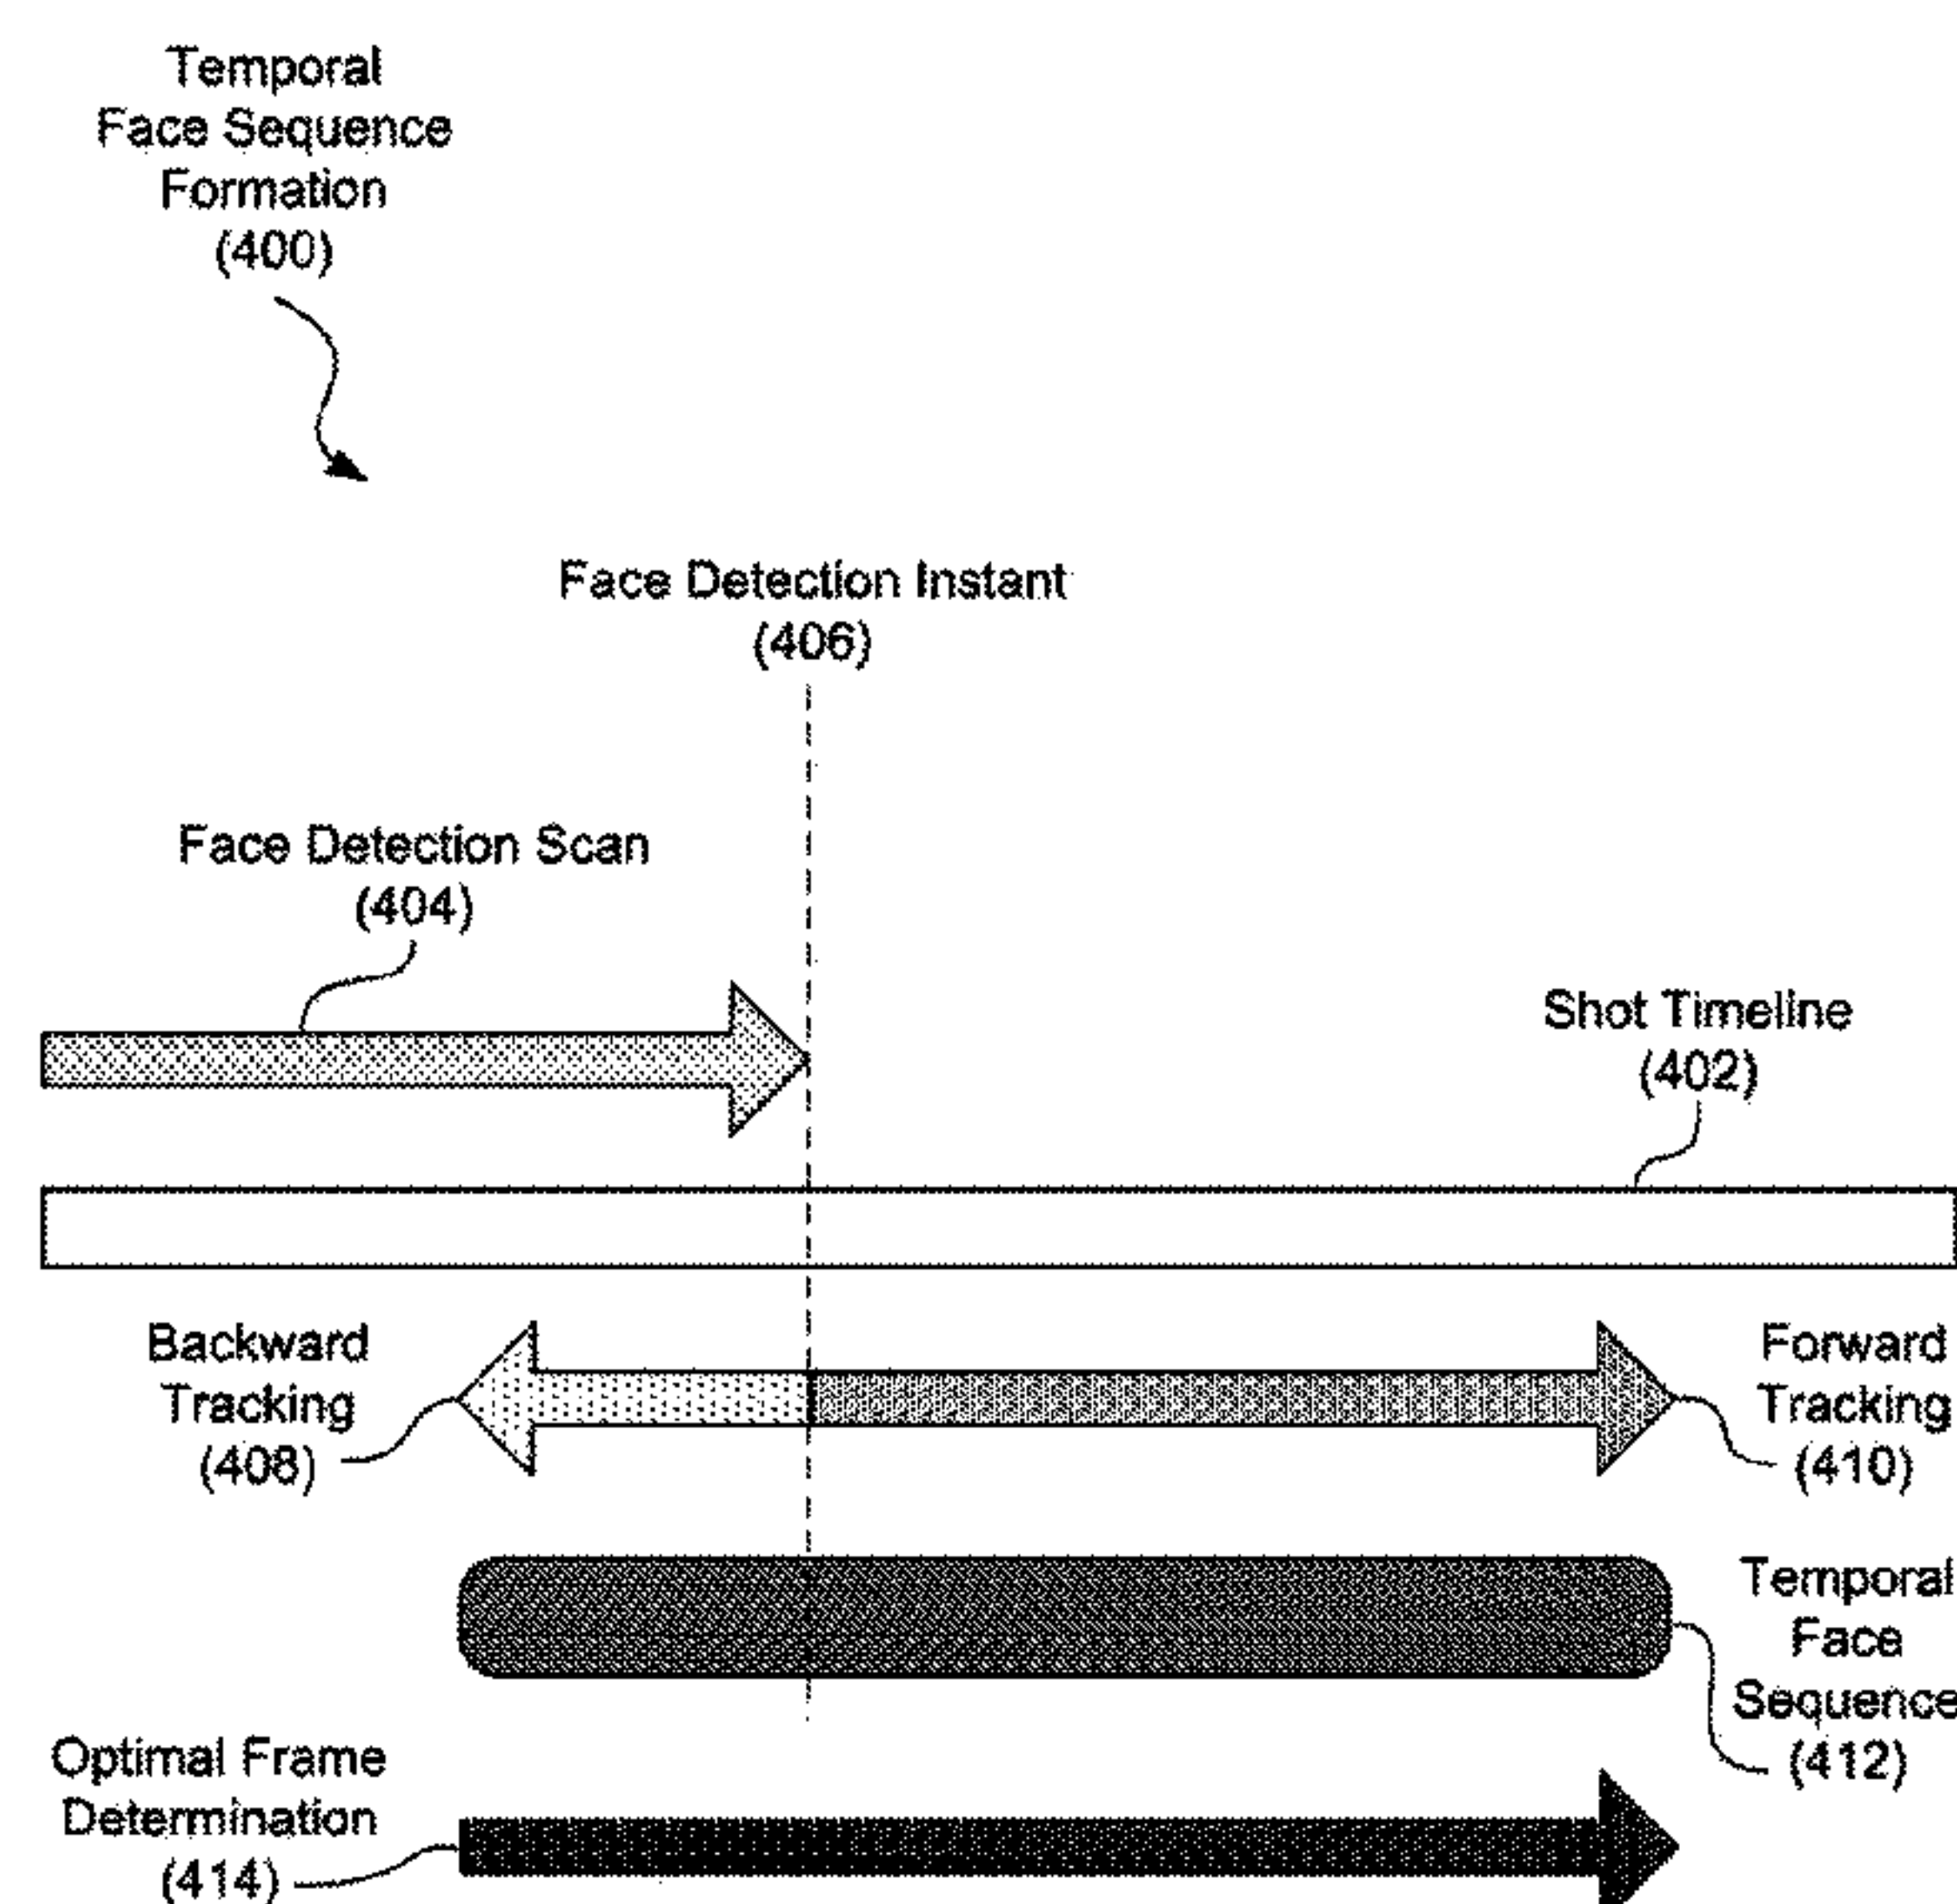 Temporal
Face Sequence
Formation
(400)
Face Detection Instant
(406)
Face Detection Scan
(404)
Shot Timeline
(402)
Backward
Tracking
(408)
Forward
Tracking
(410)
Temporal
Face
Sequence
(412)
Optimal Frame
Determination
(414)